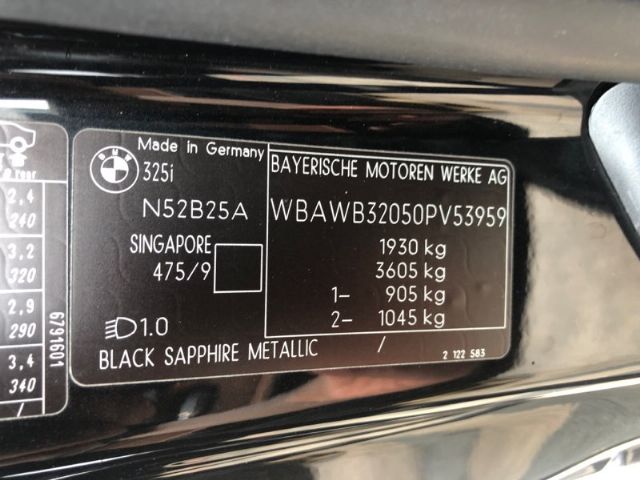 rear
2,4
240
3,2
320
2,9
290
3,4
340
/
6791601
BMW
Made in Germany
325i
N52B25A
SINGAPORE
475/9
1.0
BLACK SAPPHIRE METALLIC /
BAYERISCHE MOTOREN WERKE AG
WBAWB32050PV53959
1930 kg
3605 kg
1- 905 kg
2- 1045 kg
2 122 583